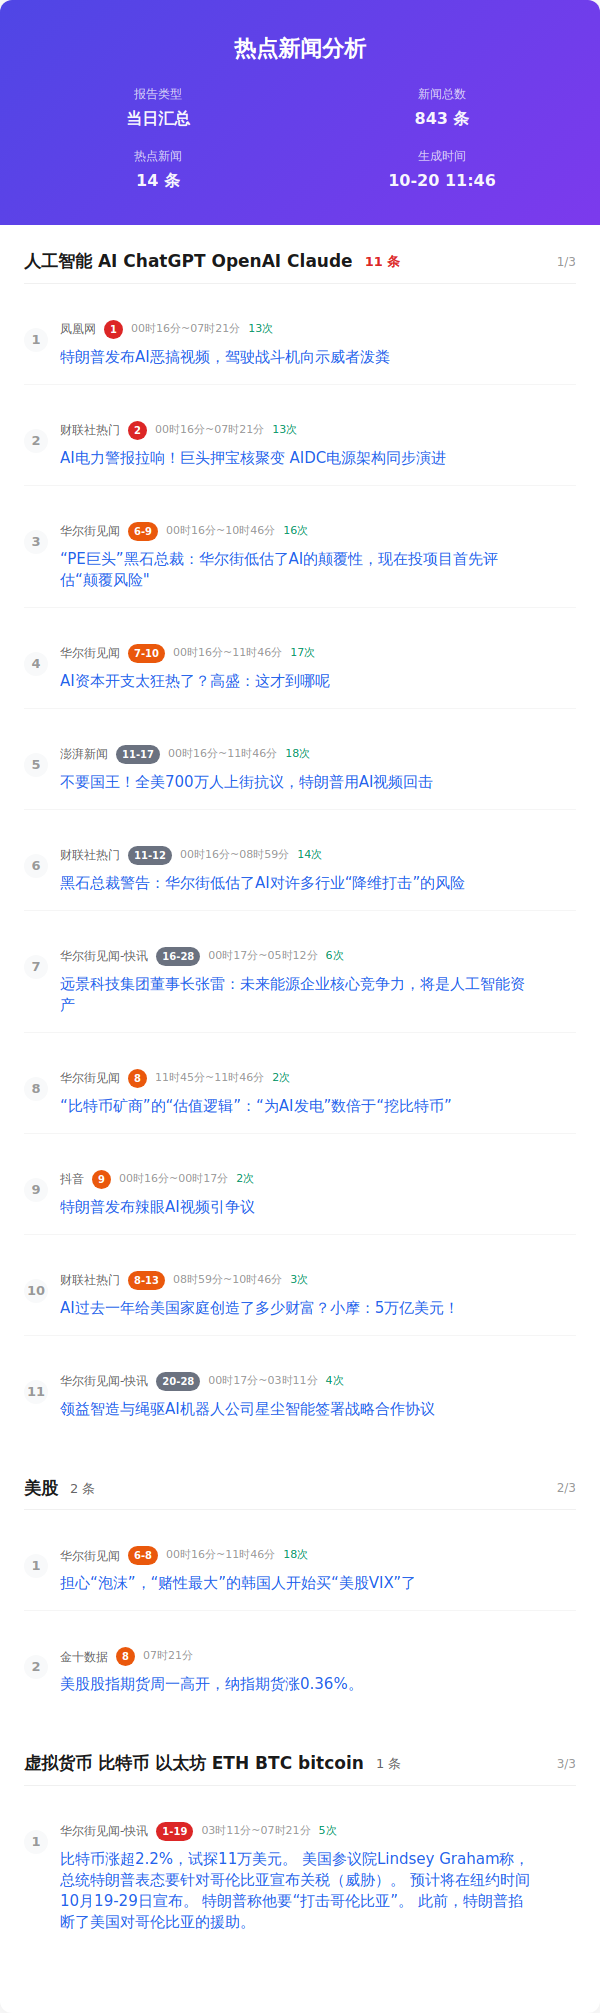 热点新闻分析
报告类型
新闻总数
当日汇总
843 条
热点新闻
生成时间
14 条
10-20 11:46
人工智能 AI ChatGPT OpenAI Claude 11 条 1/3
1
凤凰网 1 00时16分~07时21分 13次
特朗普发布AI恶搞视频，驾驶战斗机向示威者泼粪
2
财联社热门 2 00时16分~07时21分 13次
AI电力警报拉响！巨头押宝核聚变 AIDC电源架构同步演进
3
华尔街见闻 6-9 00时16分~10时46分 16次
“PE巨头”黑石总裁：华尔街低估了AI的颠覆性，现在投项目首先评
估“颠覆风险"
4
华尔街见闻 7-10 00时16分~11时46分 17次
AI资本开支太狂热了？高盛：这才到哪呢
5
澎湃新闻 11-17 00时16分~11时46分 18次
不要国王！全美700万人上街抗议，特朗普用AI视频回击
6
财联社热门 11-12 00时16分~08时59分 14次
黑石总裁警告：华尔街低估了AI对许多行业“降维打击”的风险
7
华尔街见闻-快讯 16-28 00时17分~05时12分 6次
远景科技集团董事长张雷：未来能源企业核心竞争力，将是人工智能资
产
8
华尔街见闻 8 11时45分~11时46分 2次
“比特币矿商”的“估值逻辑”：“为AI发电”数倍于“挖比特币”
9
抖音 9 00时16分~00时17分 2次
特朗普发布辣眼AI视频引争议
10
财联社热门 8-13 08时59分~10时46分 3次
AI过去一年给美国家庭创造了多少财富？小摩：5万亿美元！
11
华尔街见闻-快讯 20-28 00时17分~03时11分 4次
领益智造与绳驱AI机器人公司星尘智能签署战略合作协议
美股 2 条 2/3
1
华尔街见闻 6-8 00时16分~11时46分 18次
担心“泡沫”，“赌性最大”的韩国人开始买“美股VIX”了
2
金十数据 8 07时21分
美股股指期货周一高开，纳指期货涨0.36%。
虚拟货币 比特币 以太坊 ETH BTC bitcoin 1 条 3/3
1
华尔街见闻-快讯 1-19 03时11分~07时21分 5次
比特币涨超2.2%，试探11万美元。 美国参议院Lindsey Graham称，
总统特朗普表态要针对哥伦比亚宣布关税（威胁）。 预计将在纽约时间
10月19-29日宣布。 特朗普称他要“打击哥伦比亚”。 此前，特朗普掐
断了美国对哥伦比亚的援助。